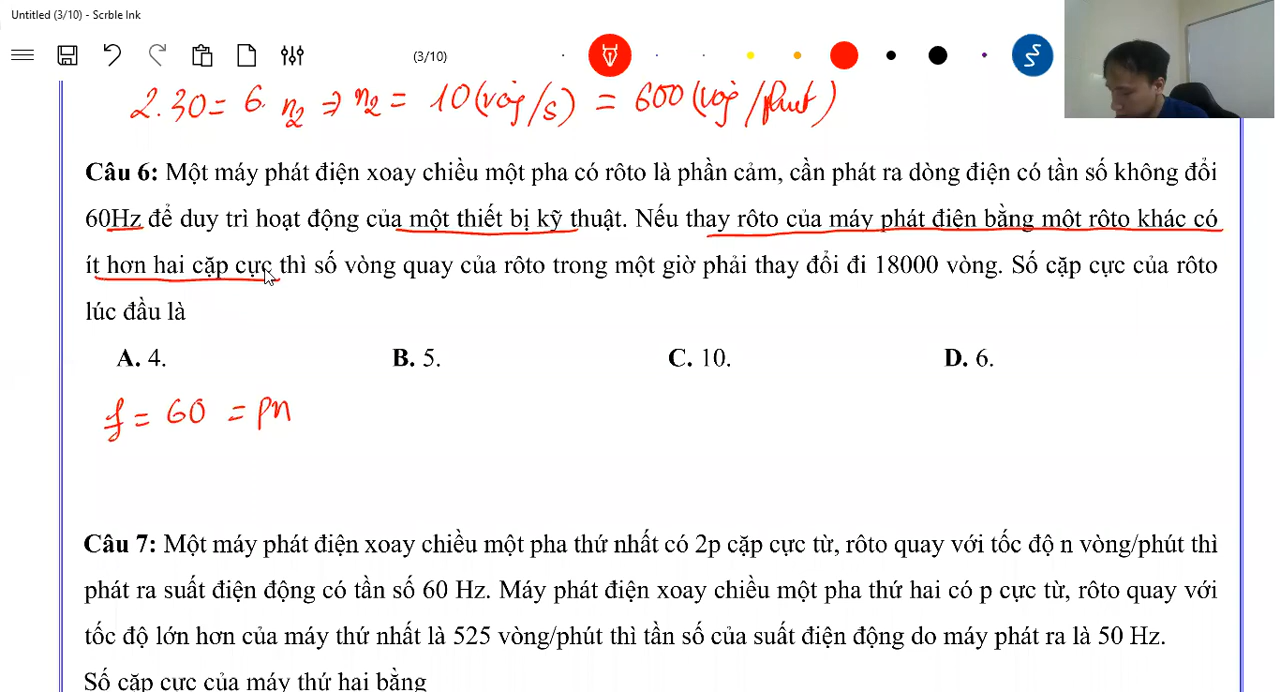 Untitled (3/10) - Scrble Ink
(3/10)
2.30 = 6. n₂ ⇒ n₂ = 10 (vòg/s) = 600 (vòg/phút)
Câu 6: Một máy phát điện xoay chiều một pha có rôto là phần cảm, cần phát ra dòng điện có tần số không đổi
60Hz để duy trì hoạt động của một thiết bị kỹ thuật. Nếu thay rôto của máy phát điện bằng một rôto khác có
ít hơn hai cặp cực thì số vòng quay của rôto trong một giờ phải thay đổi đi 18000 vòng. Số cặp cực của rôto
lúc đầu là
A. 4. B. 5. C. 10. D. 6.
f = 60 = pn
Câu 7: Một máy phát điện xoay chiều một pha thứ nhất có 2p cặp cực từ, rôto quay với tốc độ n vòng/phút thì
phát ra suất điện động có tần số 60 Hz. Máy phát điện xoay chiều một pha thứ hai có p cực từ, rôto quay với
tốc độ lớn hơn của máy thứ nhất là 525 vòng/phút thì tần số của suất điện động do máy phát ra là 50 Hz.
Số cặp cực của máy thứ hai bằng